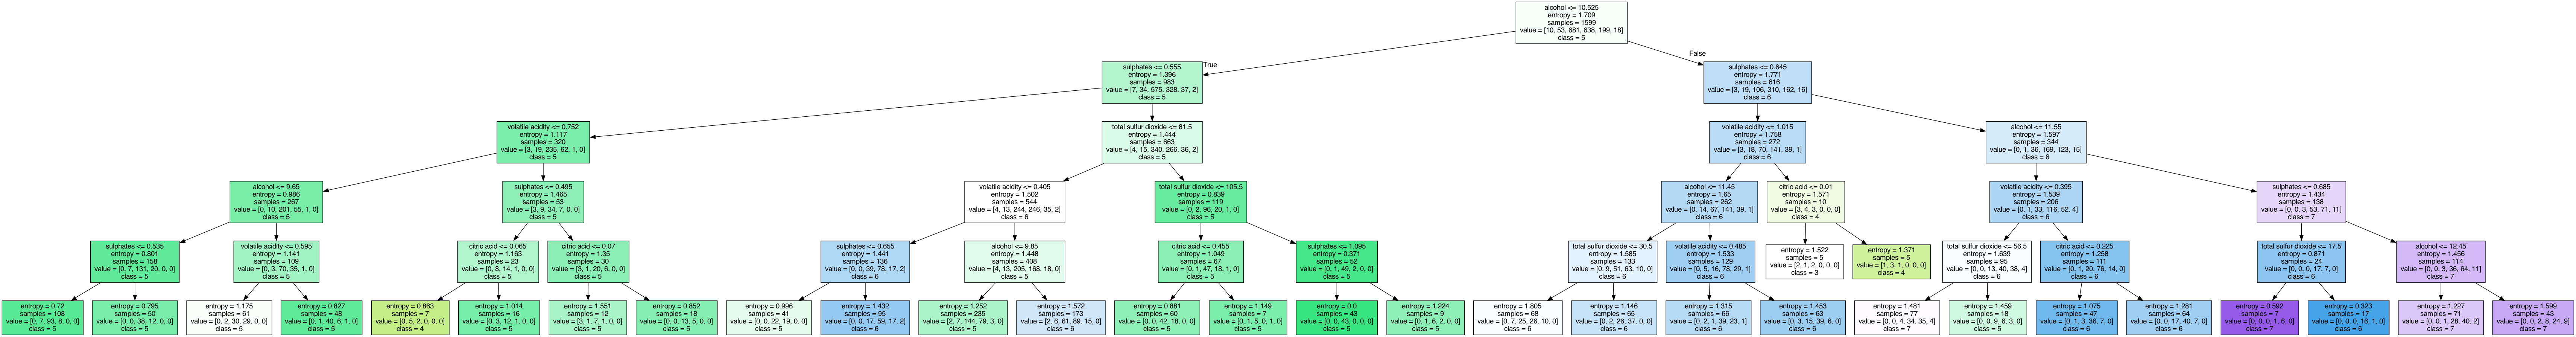 alcohol <= 10.525
entropy = 1.709
samples = 1599
value = [10, 53, 681, 638, 199, 18]
class = 5
True
False
sulphates <= 0.555
entropy = 1.396
samples = 983
value = [7, 34, 575, 328, 37, 2]
class = 5
sulphates <= 0.645
entropy = 1.771
samples = 616
value = [3, 19, 106, 310, 162, 16]
class = 6
volatile acidity <= 0.752
entropy = 1.117
samples = 320
value = [3, 19, 235, 62, 1, 0]
class = 5
total sulfur dioxide <= 81.5
entropy = 1.444
samples = 663
value = [4, 15, 340, 266, 36, 2]
class = 5
volatile acidity <= 1.015
entropy = 1.758
samples = 272
value = [3, 18, 70, 141, 39, 1]
class = 6
alcohol <= 11.55
entropy = 1.597
samples = 344
value = [0, 1, 36, 169, 123, 15]
class = 6
alcohol <= 9.65
entropy = 0.986
samples = 267
value = [0, 10, 201, 55, 1, 0]
class = 5
sulphates <= 0.495
entropy = 1.465
samples = 53
value = [3, 9, 34, 7, 0, 0]
class = 5
volatile acidity <= 0.405
entropy = 1.502
samples = 544
value = [4, 13, 244, 246, 35, 2]
class = 6
total sulfur dioxide <= 105.5
entropy = 0.839
samples = 119
value = [0, 2, 96, 20, 1, 0]
class = 5
alcohol <= 11.45
entropy = 1.65
samples = 262
value = [0, 14, 67, 141, 39, 1]
class = 6
citric acid <= 0.01
entropy = 1.571
samples = 10
value = [3, 4, 3, 0, 0, 0]
class = 4
volatile acidity <= 0.395
entropy = 1.539
samples = 206
value = [0, 1, 33, 116, 52, 4]
class = 6
sulphates <= 0.685
entropy = 1.434
samples = 138
value = [0, 0, 3, 53, 71, 11]
class = 7
sulphates <= 0.535
entropy = 0.801
samples = 158
value = [0, 7, 131, 20, 0, 0]
class = 5
volatile acidity <= 0.595
entropy = 1.141
samples = 109
value = [0, 3, 70, 35, 1, 0]
class = 5
citric acid <= 0.065
entropy = 1.163
samples = 23
value = [0, 8, 14, 1, 0, 0]
class = 5
citric acid <= 0.07
entropy = 1.35
samples = 30
value = [3, 1, 20, 6, 0, 0]
class = 5
sulphates <= 0.655
entropy = 1.441
samples = 136
value = [0, 0, 39, 78, 17, 2]
class = 6
alcohol <= 9.85
entropy = 1.448
samples = 408
value = [4, 13, 205, 168, 18, 0]
class = 5
citric acid <= 0.455
entropy = 1.049
samples = 67
value = [0, 1, 47, 18, 1, 0]
class = 5
sulphates <= 1.095
entropy = 0.371
samples = 52
value = [0, 1, 49, 2, 0, 0]
class = 5
total sulfur dioxide <= 30.5
entropy = 1.585
samples = 133
value = [0, 9, 51, 63, 10, 0]
class = 6
volatile acidity <= 0.485
entropy = 1.533
samples = 129
value = [0, 5, 16, 78, 29, 1]
class = 6
entropy = 1.522
samples = 5
value = [2, 1, 2, 0, 0, 0]
class = 3
entropy = 1.371
samples = 5
value = [1, 3, 1, 0, 0, 0]
class = 4
total sulfur dioxide <= 56.5
entropy = 1.639
samples = 95
value = [0, 0, 13, 40, 38, 4]
class = 6
citric acid <= 0.225
entropy = 1.258
samples = 111
value = [0, 1, 20, 76, 14, 0]
class = 6
total sulfur dioxide <= 17.5
entropy = 0.871
samples = 24
value = [0, 0, 0, 17, 7, 0]
class = 6
alcohol <= 12.45
entropy = 1.456
samples = 114
value = [0, 0, 3, 36, 64, 11]
class = 7
entropy = 0.72
samples = 108
value = [0, 7, 93, 8, 0, 0]
class = 5
entropy = 0.795
samples = 50
value = [0, 0, 38, 12, 0, 0]
class = 5
entropy = 1.175
samples = 61
value = [0, 2, 30, 29, 0, 0]
class = 5
entropy = 0.827
samples = 48
value = [0, 1, 40, 6, 1, 0]
class = 5
entropy = 0.863
samples = 7
value = [0, 5, 2, 0, 0, 0]
class = 4
entropy = 1.014
samples = 16
value = [0, 3, 12, 1, 0, 0]
class = 5
entropy = 1.551
samples = 12
value = [3, 1, 7, 1, 0, 0]
class = 5
entropy = 0.852
samples = 18
value = [0, 0, 13, 5, 0, 0]
class = 5
entropy = 0.996
samples = 41
value = [0, 0, 22, 19, 0, 0]
class = 5
entropy = 1.432
samples = 95
value = [0, 0, 17, 59, 17, 2]
class = 6
entropy = 1.252
samples = 235
value = [2, 7, 144, 79, 3, 0]
class = 5
entropy = 1.572
samples = 173
value = [2, 6, 61, 89, 15, 0]
class = 6
entropy = 0.881
samples = 60
value = [0, 0, 42, 18, 0, 0]
class = 5
entropy = 1.149
samples = 7
value = [0, 1, 5, 0, 1, 0]
class = 5
entropy = 0.0
samples = 43
value = [0, 0, 43, 0, 0, 0]
class = 5
entropy = 1.224
samples = 9
value = [0, 1, 6, 2, 0, 0]
class = 5
entropy = 1.805
samples = 68
value = [0, 7, 25, 26, 10, 0]
class = 6
entropy = 1.146
samples = 65
value = [0, 2, 26, 37, 0, 0]
class = 6
entropy = 1.315
samples = 66
value = [0, 2, 1, 39, 23, 1]
class = 6
entropy = 1.453
samples = 63
value = [0, 3, 15, 39, 6, 0]
class = 6
entropy = 1.481
samples = 77
value = [0, 0, 4, 34, 35, 4]
class = 7
entropy = 1.459
samples = 18
value = [0, 0, 9, 6, 3, 0]
class = 5
entropy = 1.075
samples = 47
value = [0, 1, 3, 36, 7, 0]
class = 6
entropy = 1.281
samples = 64
value = [0, 0, 17, 40, 7, 0]
class = 6
entropy = 0.592
samples = 7
value = [0, 0, 0, 1, 6, 0]
class = 7
entropy = 0.323
samples = 17
value = [0, 0, 0, 16, 1, 0]
class = 6
entropy = 1.227
samples = 71
value = [0, 0, 1, 28, 40, 2]
class = 7
entropy = 1.599
samples = 43
value = [0, 0, 2, 8, 24, 9]
class = 7